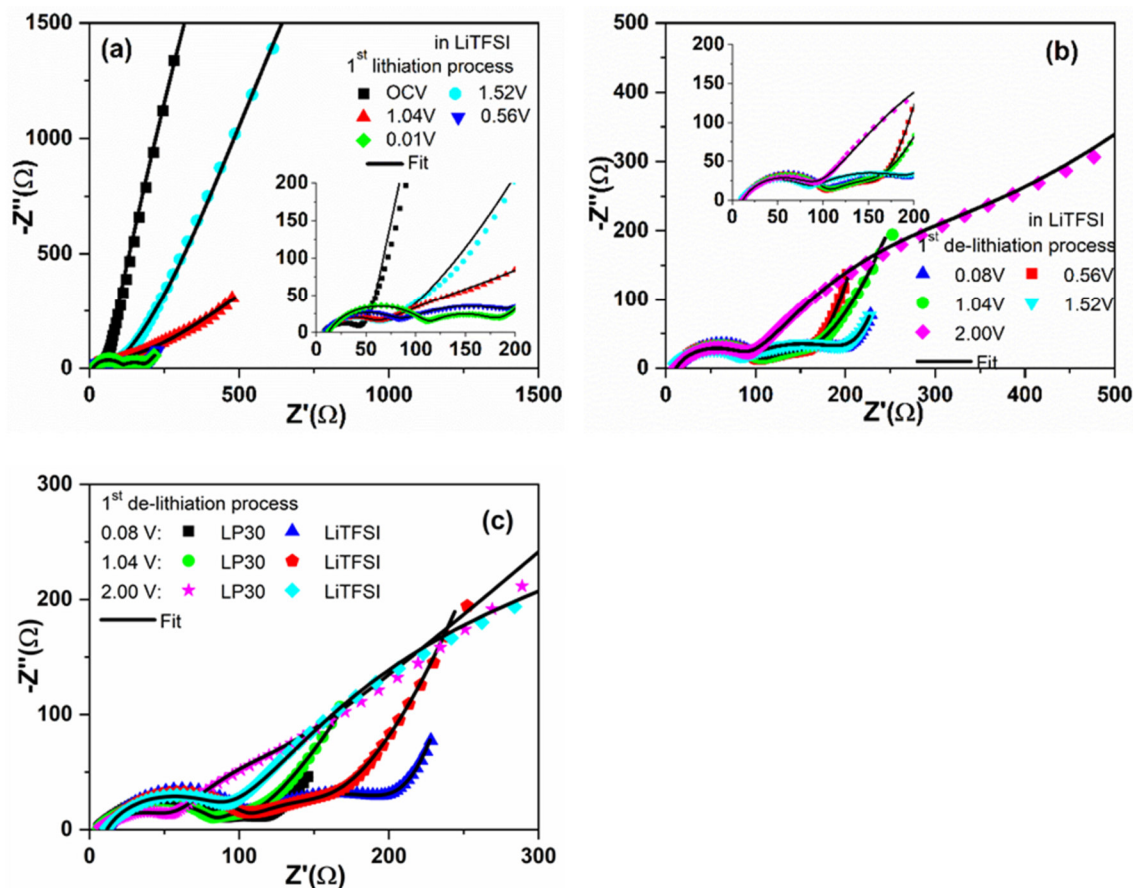 (a)
in LiTFSI
1st lithiation process
OCV 1.52V
1.04V 0.56V
0.01V
Fit
-Z''(Ω)
1500
1000
500
0
0 500 1000 1500
Z'(Ω)
200
150
100
50
0
0 50 100 150 200
(b)
in LiTFSI
1st de-lithiation process
0.08V 0.56V
1.04V 1.52V
2.00V
Fit
-Z''(Ω)
500
400
300
200
100
0
0 100 200 300 400 500
Z'(Ω)
200
150
100
50
0
0 50 100 150 200
(c)
1st de-lithiation process
0.08 V: LP30 LiTFSI
1.04 V: LP30 LiTFSI
2.00 V: LP30 LiTFSI
Fit
-Z''(Ω)
300
200
100
0
0 100 200 300
Z'(Ω)